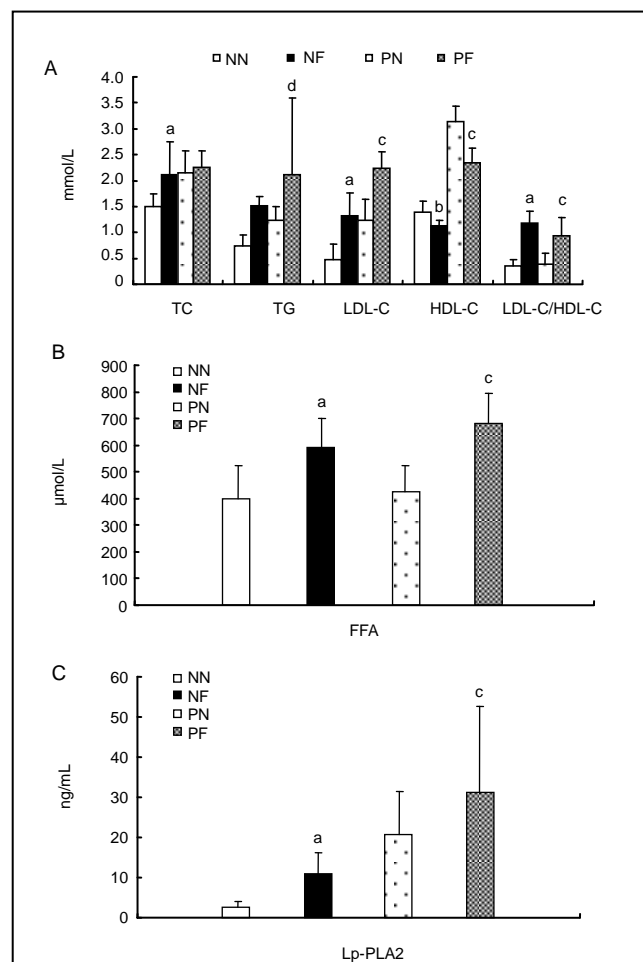 A
NN NF PN PF
mmol/L
4.0
3.5
3.0
2.5
2.0
1.5
1.0
0.5
0
a d a c b c a c
TC TG LDL-C HDL-C LDL-C/HDL-C
B
NN
NF
PN
PF
µmol/L
900
800
700
600
500
400
300
200
100
0
a c
FFA
C
NN
NF
PN
PF
ng/mL
60
50
40
30
20
10
0
a c
Lp-PLA2